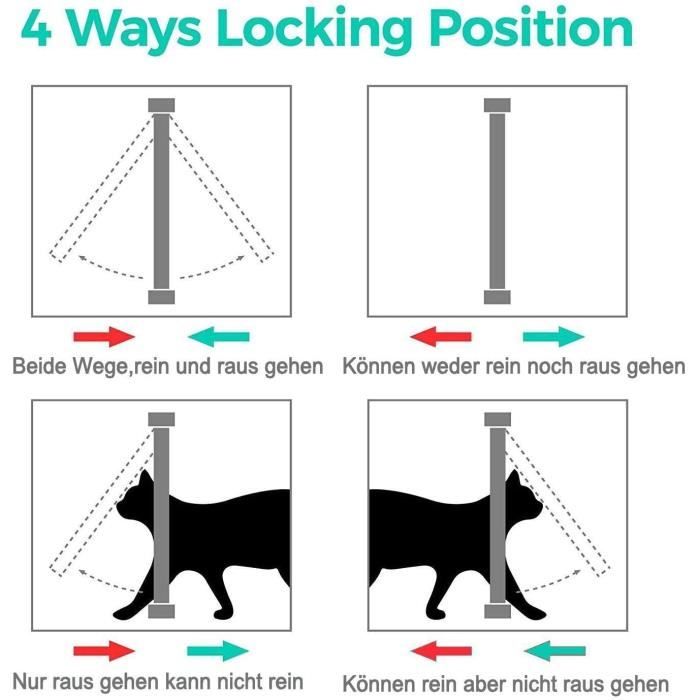 4 Ways Locking Position
Beide Wege,rein und raus gehen
Können weder rein noch raus gehen
Nur raus gehen kann nicht rein
Können rein aber nicht raus gehen